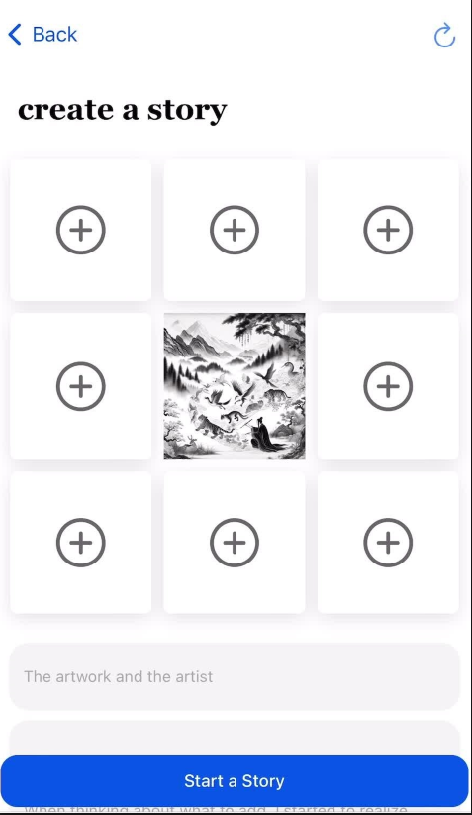 Back
create a story
The artwork and the artist
Start a Story
When thinking about what to add, I started to realize